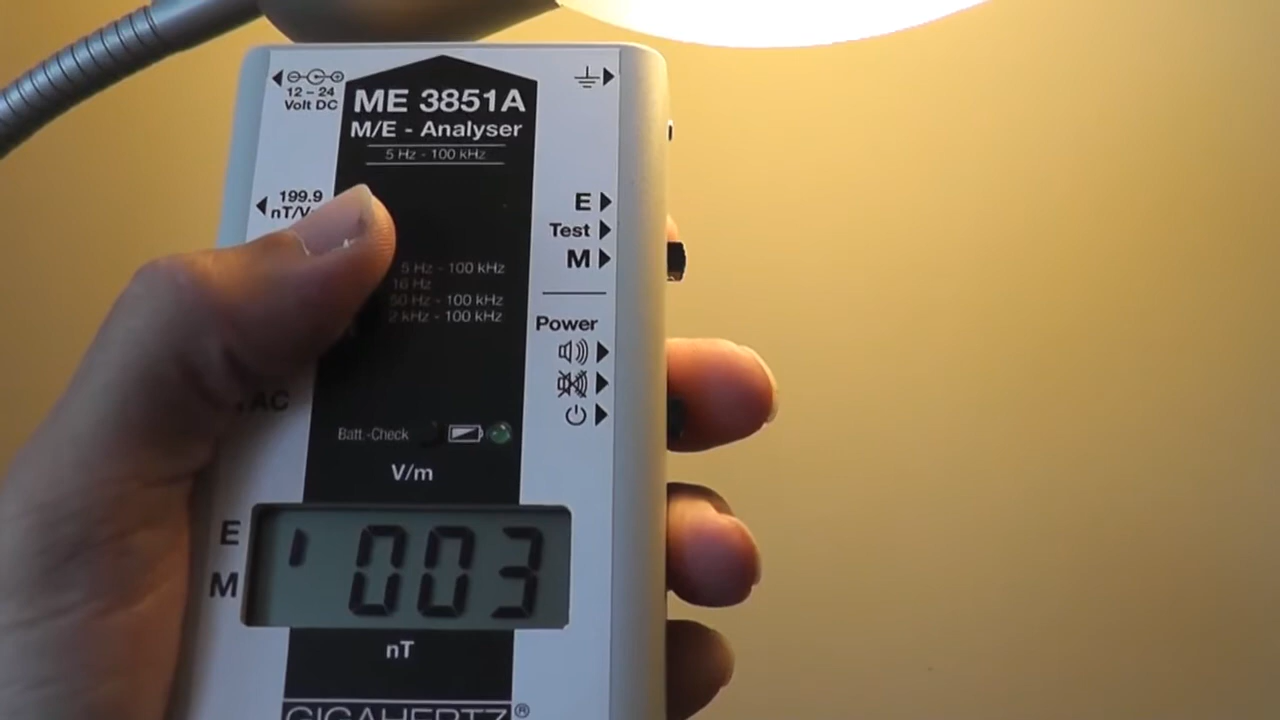 12 – 24
Volt DC
ME 3851A
M/E - Analyser
5 Hz - 100 kHz
199.9
nT/V
E
Test
M
5 Hz - 100 kHz
16 Hz
50 Hz - 100 kHz
2 kHz - 100 kHz
Power
AC
Batt.-Check
V/m
E
M
003
nT
GIGAHERTZ®